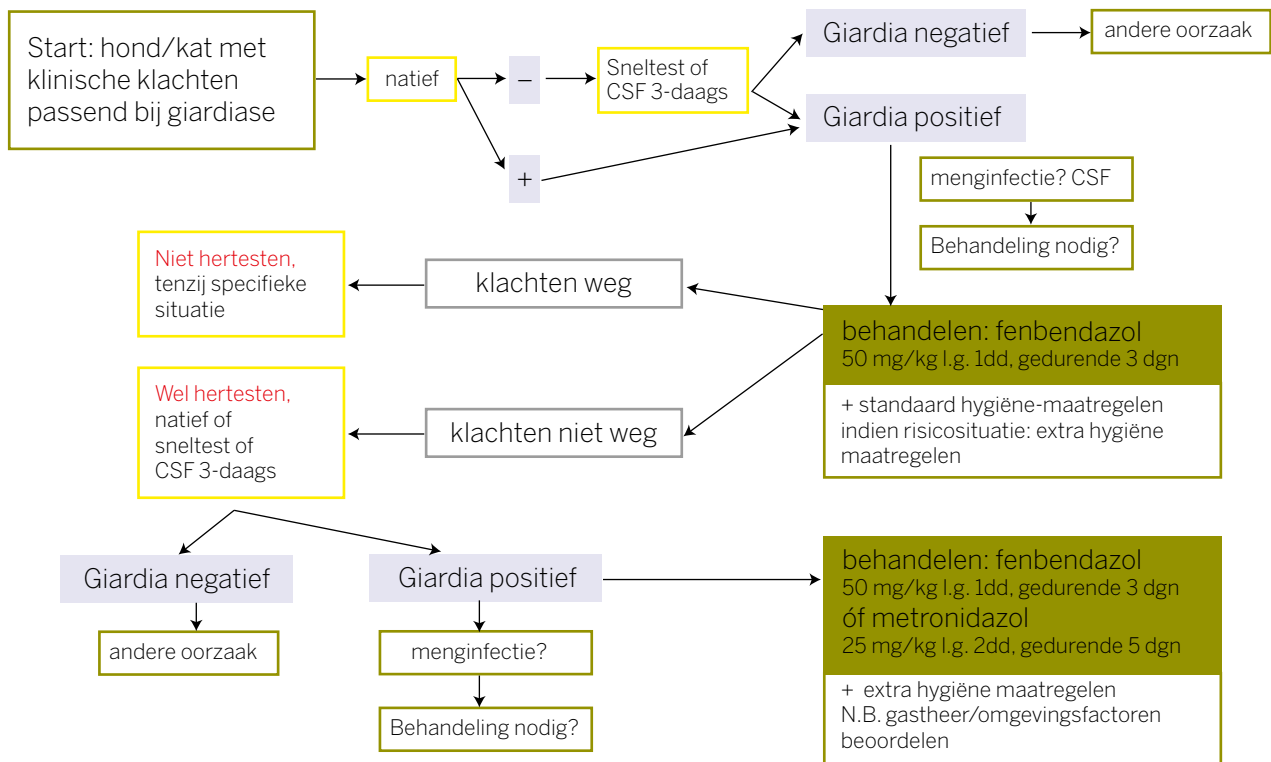 Start: hond/kat met
klinische klachten
passend bij giardiase
natief
–
+
Sneltest of
CSF 3-daags
Giardia negatief
andere oorzaak
Giardia positief
menginfectie? CSF
Behandeling nodig?
behandelen: fenbendazol
50 mg/kg l.g. 1dd, gedurende 3 dgn
+ standaard hygiëne-maatregelen
indien risicosituatie: extra hygiëne
maatregelen
klachten weg
Niet hertesten,
tenzij specifieke
situatie
klachten niet weg
Wel hertesten,
natief of
sneltest of
CSF 3-daags
Giardia negatief
andere oorzaak
Giardia positief
menginfectie?
Behandeling nodig?
behandelen: fenbendazol
50 mg/kg l.g. 1dd, gedurende 3 dgn
óf metronidazol
25 mg/kg l.g. 2dd, gedurende 5 dgn
+ extra hygiëne maatregelen
N.B. gastheer/omgevingsfactoren
beoordelen